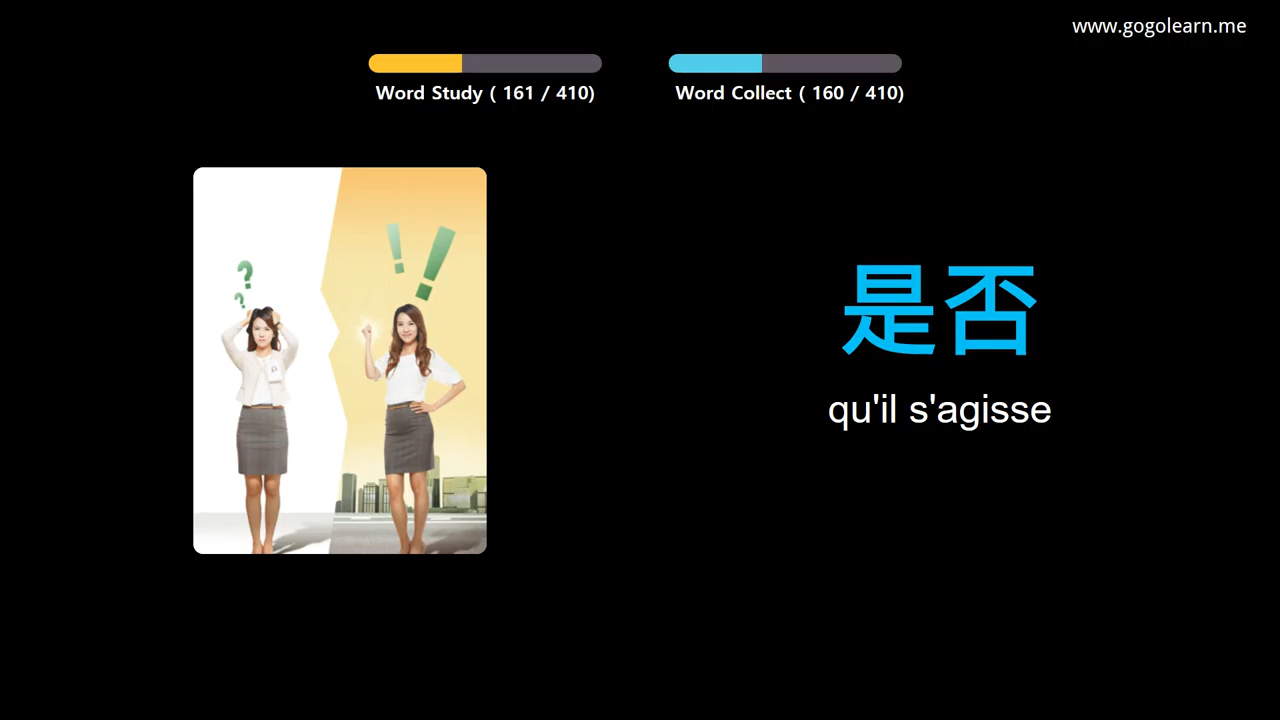 www.gogolearn.me
Word Study ( 161 / 410)
Word Collect ( 160 / 410)
? ?
! !
是否
qu'il s'agisse